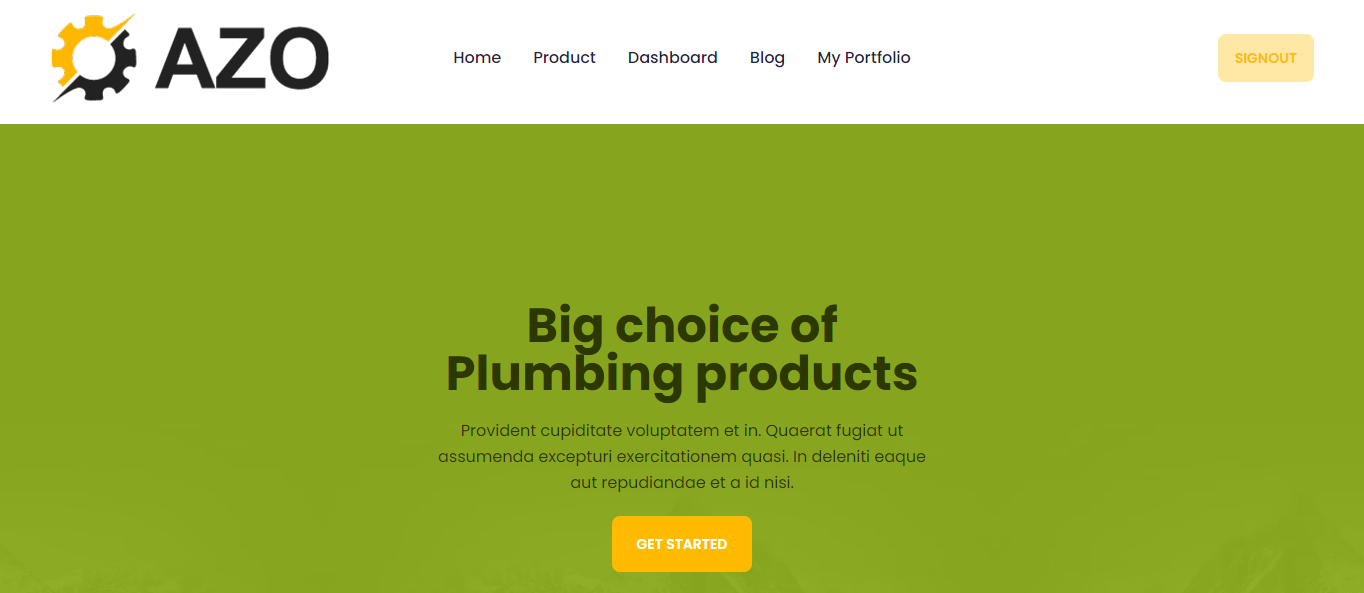 AZO
Home Product Dashboard Blog My Portfolio
SIGNOUT
Big choice of
Plumbing products
Provident cupiditate voluptatem et in. Quaerat fugiat ut
assumenda excepturi exercitationem quasi. In deleniti eaque
aut repudiandae et a id nisi.
GET STARTED